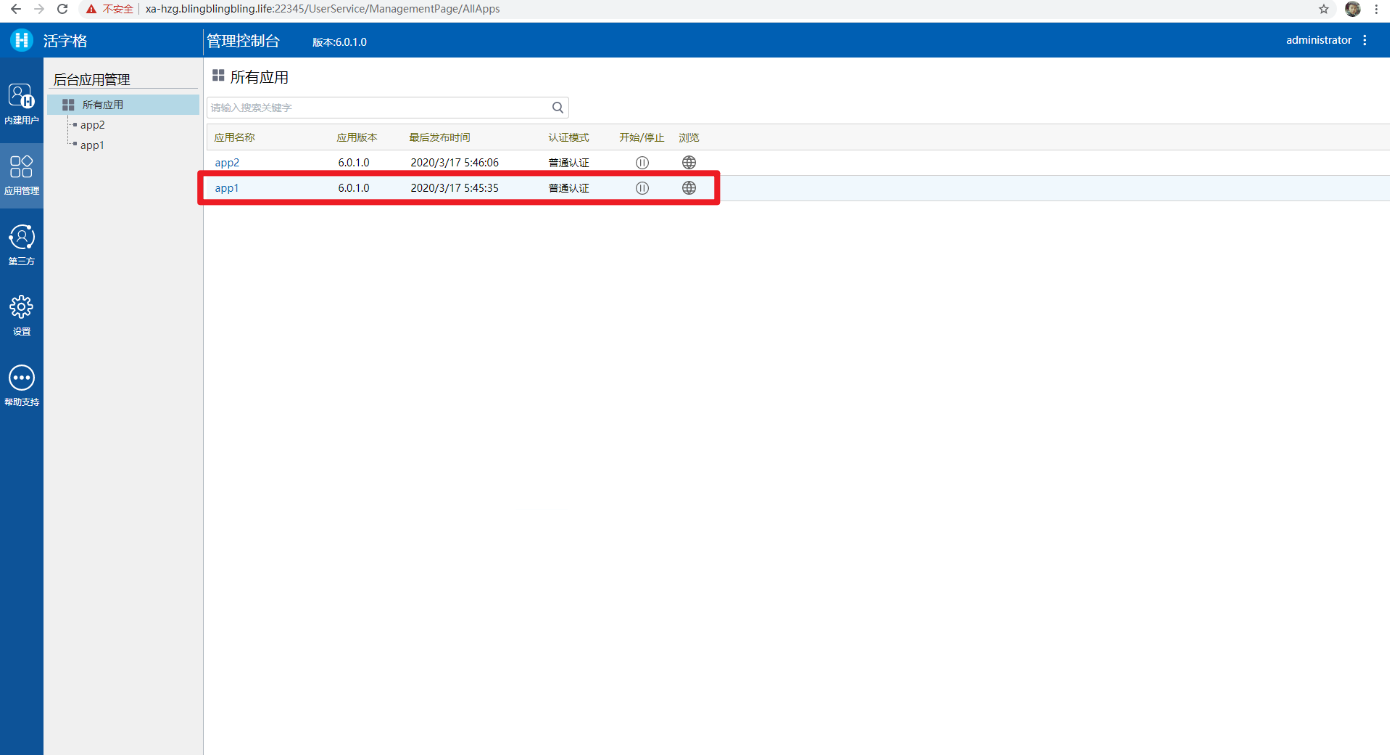 不安全 xa-hzg.blingblingbling.life:22345/UserService/ManagementPage/AllApps
H 活字格 管理控制台 版本:6.0.1.0 administrator
后台应用管理
所有应用
app2
app1
内建用户
应用管理
第三方
设置
帮助支持
所有应用
请输入搜索关键字
应用名称 应用版本 最后发布时间 认证模式 开始/停止 浏览
app2 6.0.1.0 2020/3/17 5:46:06 普通认证
app1 6.0.1.0 2020/3/17 5:45:35 普通认证